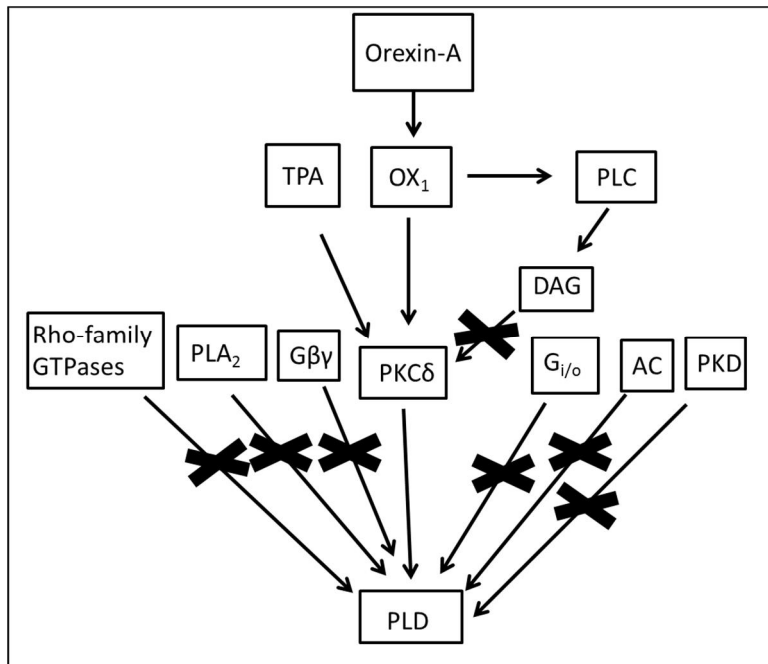 Orexin-A
TPA
OX₁
PLC
DAG
Rho-family
GTPases
PLA₂
Gβγ
PKCδ
Gᵢ/ₒ
AC
PKD
PLD